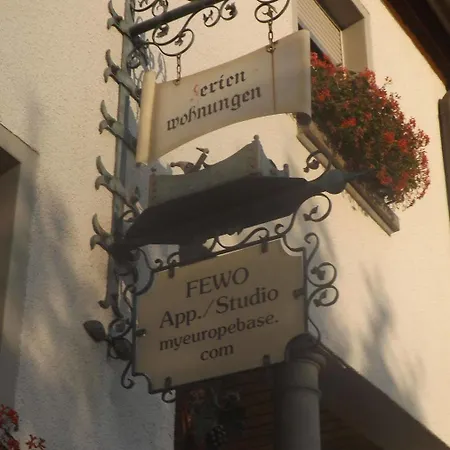 Ferien
wohnungen
FEWO
App./Studio
myeuropebase.
com